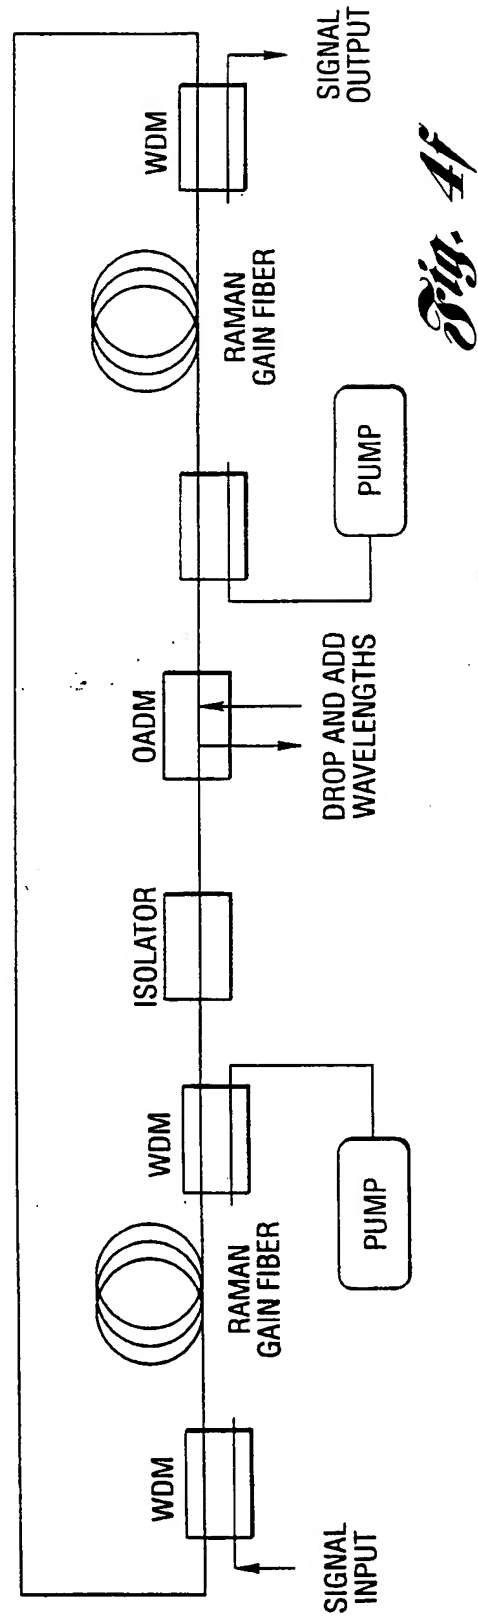 WDM
RAMAN
GAIN FIBER
WDM
ISOLATOR
OADM
RAMAN
GAIN FIBER
WDM
SIGNAL
INPUT
PUMP
DROP AND ADD
WAVELENGTHS
PUMP
SIGNAL
OUTPUT
Fig. 4f